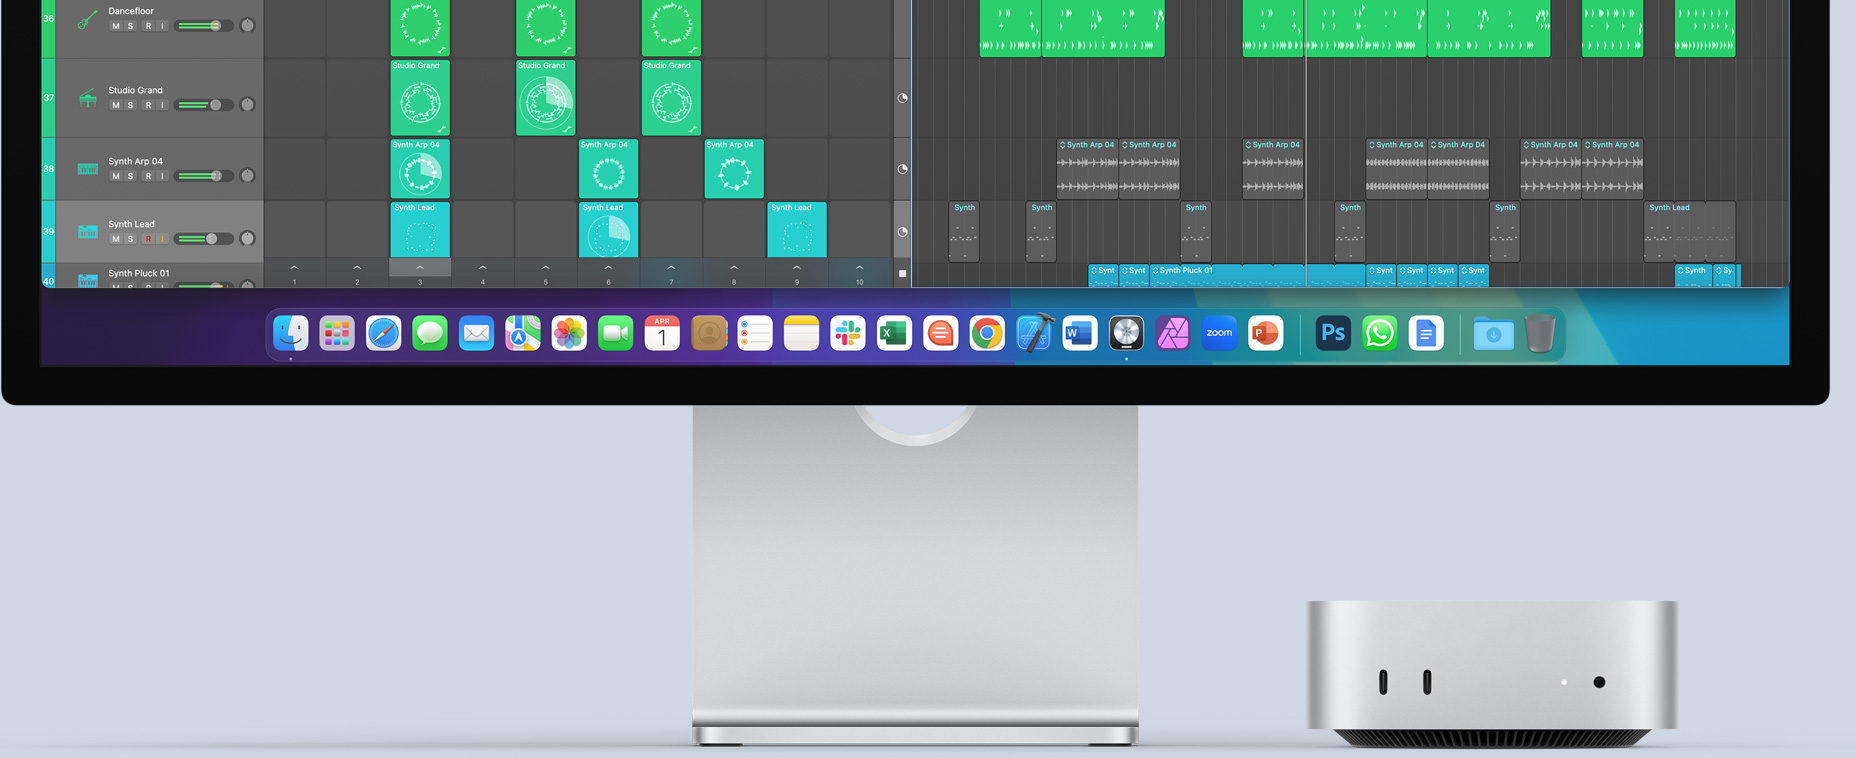 36
Dancefloor
M S R I
Studio Grand
Studio Grand
Studio Grand
37
Studio Grand
M S R I
Synth Arp 04
Synth Arp 04
Synth Arp 04
Synth Arp 04
Synth Arp 04
Synth Arp 04
Synth Arp 04
Synth Arp 04
Synth Arp 04
Synth Arp 04
38
Synth Arp 04
M S R I
Synth Lead
Synth Lead
Synth Lead
Synth
Synth
Synth
Synth
Synth
Synth Lead
39
Synth Lead
M S R I
40
Synth Pluck 01
M S R I
Synt
Synt
Synth Pluck 01
Synt
Synt
Synt
Synt
Synth
Sy
1 2 3 4 5 6 7 8 9 10
APR
1
X
W
zoom
P
Ps